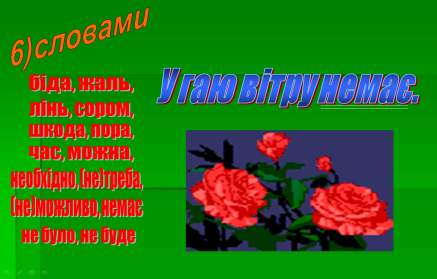 б)словами
біда, жаль,
лінь, сором,
шкода, пора,
час, можна,
необхідно, (не)треба,
(не)можливо, немає
не було, не буде
У гаю вітру немає.